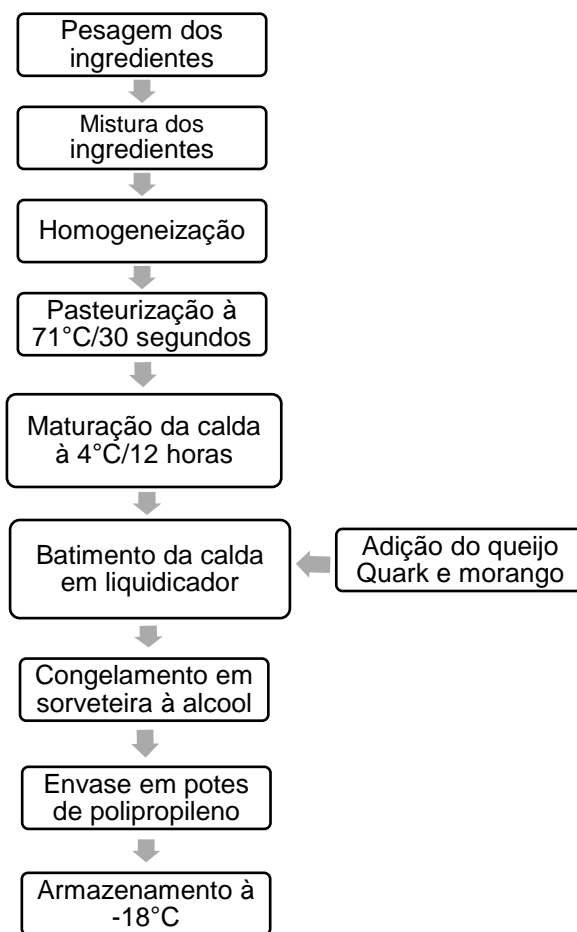 Pesagem dos
ingredientes
Mistura dos
ingredientes
Homogeneização
Pasteurização à
71°C/30 segundos
Maturação da calda
à 4°C/12 horas
Batimento da calda
em liquidicador
Adição do queijo
Quark e morango
Congelamento em
sorveteira à alcool
Envase em potes
de polipropileno
Armazenamento à
-18°C